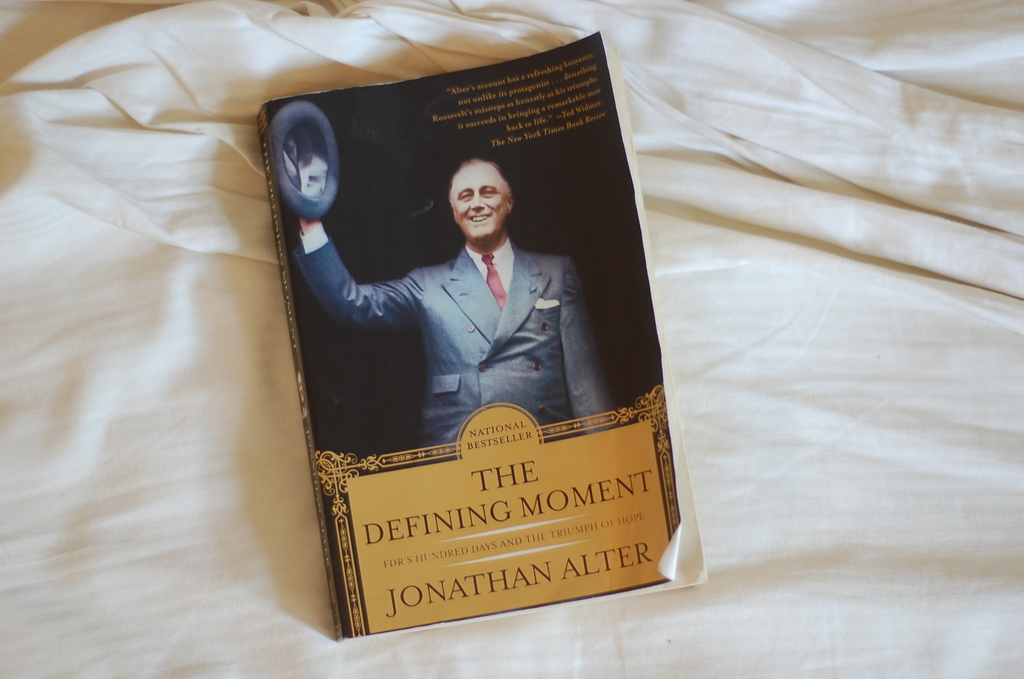 "Alter's account has a refreshing buoyancy,
not unlike its protagonist . . . describing
Roosevelt's missteps as honestly as his triumphs,
it succeeds in bringing a remarkable man
back to life." —Ted Widmer,
The New York Times Book Review
NATIONAL
BESTSELLER
THE
DEFINING MOMENT
FDR'S HUNDRED DAYS AND THE TRIUMPH OF HOPE
JONATHAN ALTER